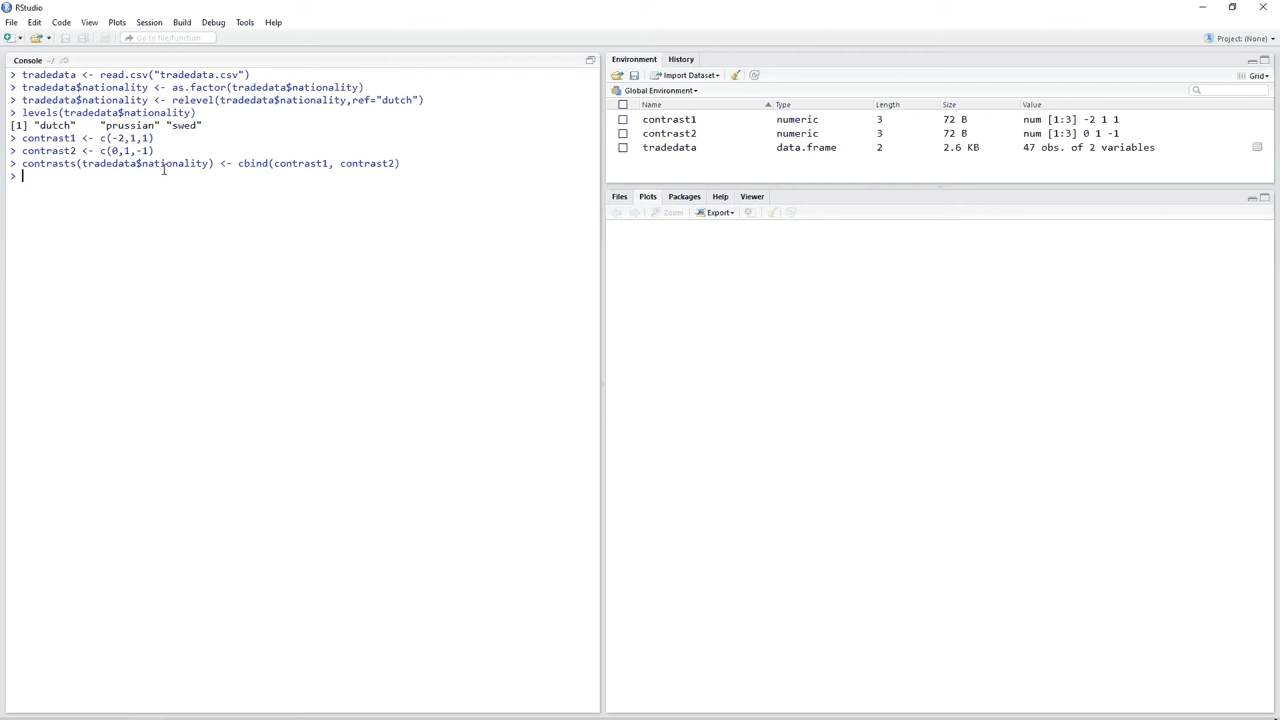 RStudio
File Edit Code View Plots Session Build Debug Tools Help
Go to file/function
Project: (None)
Console ~/
> tradedata <- read.csv("tradedata.csv")
> tradedata$nationality <- as.factor(tradedata$nationality)
> tradedata$nationality <- relevel(tradedata$nationality,ref="dutch")
> levels(tradedata$nationality)
[1] "dutch"    "prussian" "swed"
> contrast1 <- c(-2,1,1)
> contrast2 <- c(0,1,-1)
> contrasts(tradedata$nationality) <- cbind(contrast1, contrast2)
>
Environment History
Import Dataset Grid
Global Environment
Name Type Length Size Value
contrast1 numeric 3 72 B num [1:3] -2 1 1
contrast2 numeric 3 72 B num [1:3] 0 1 -1
tradedata data.frame 2 2.6 KB 47 obs. of 2 variables
Files Plots Packages Help Viewer
Zoom Export